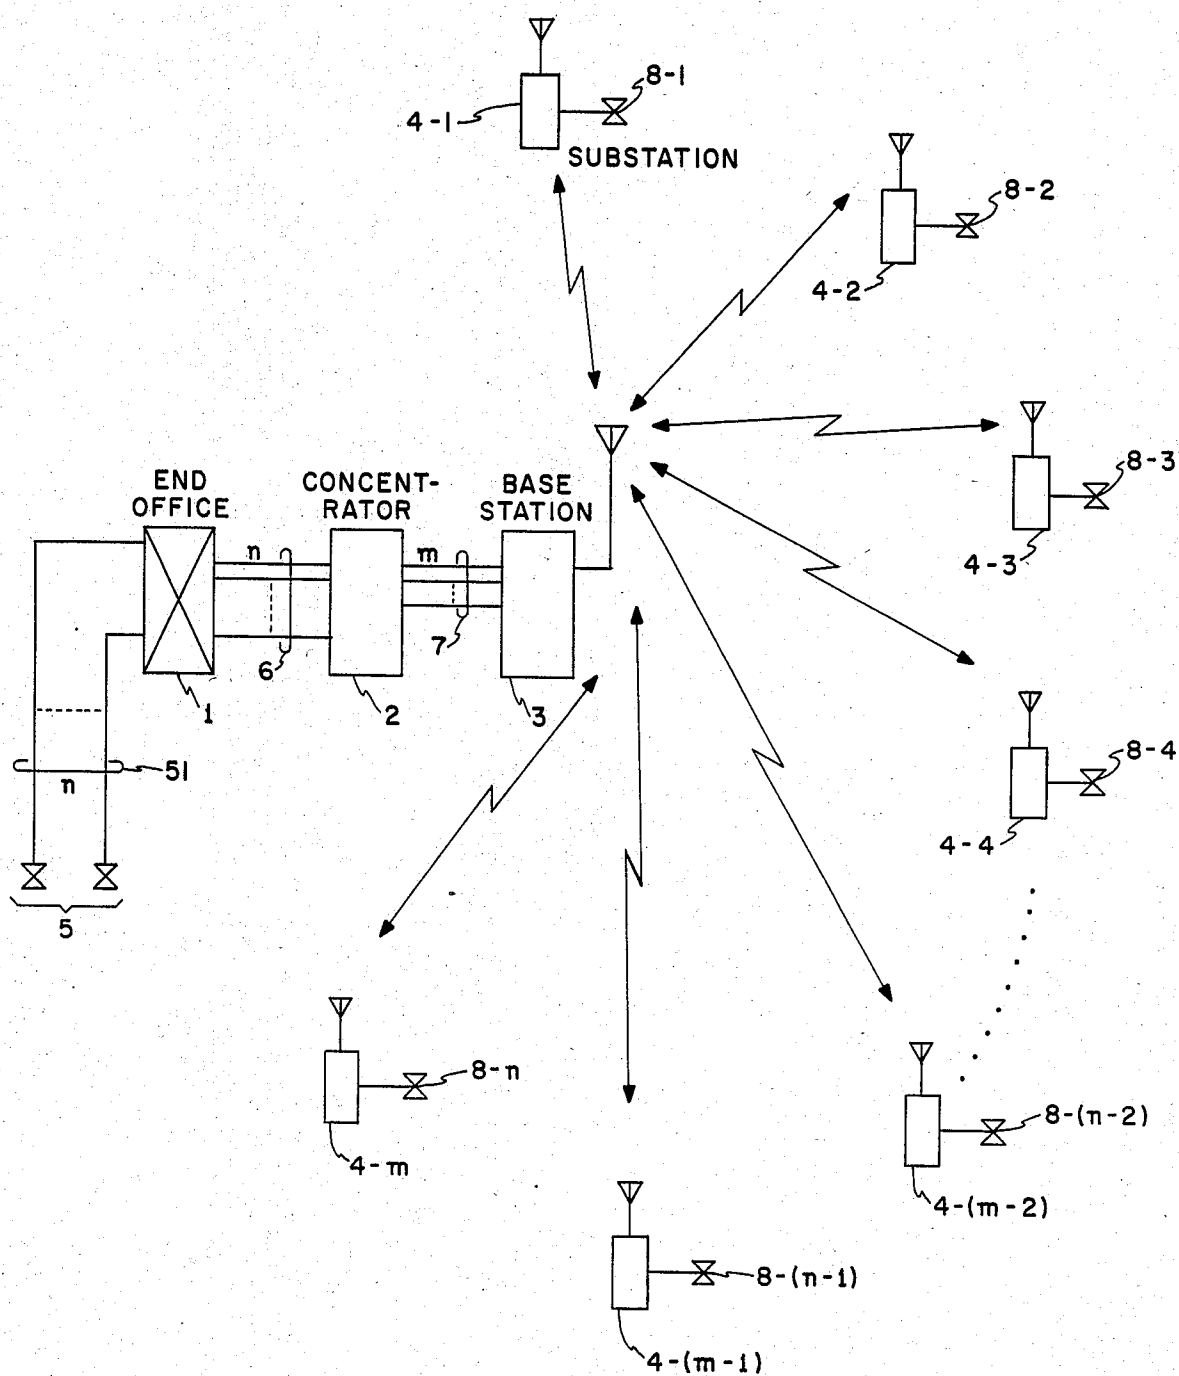 8-1
4-1
SUBSTATION
8-2
4-2
8-3
4-3
END
OFFICE
CONCENT-
RATOR
BASE
STATION
n
m
6
7
1
2
3
51
n
5
8-4
4-4
8-n
4-m
8-(n-2)
4-(m-2)
8-(n-1)
4-(m-1)